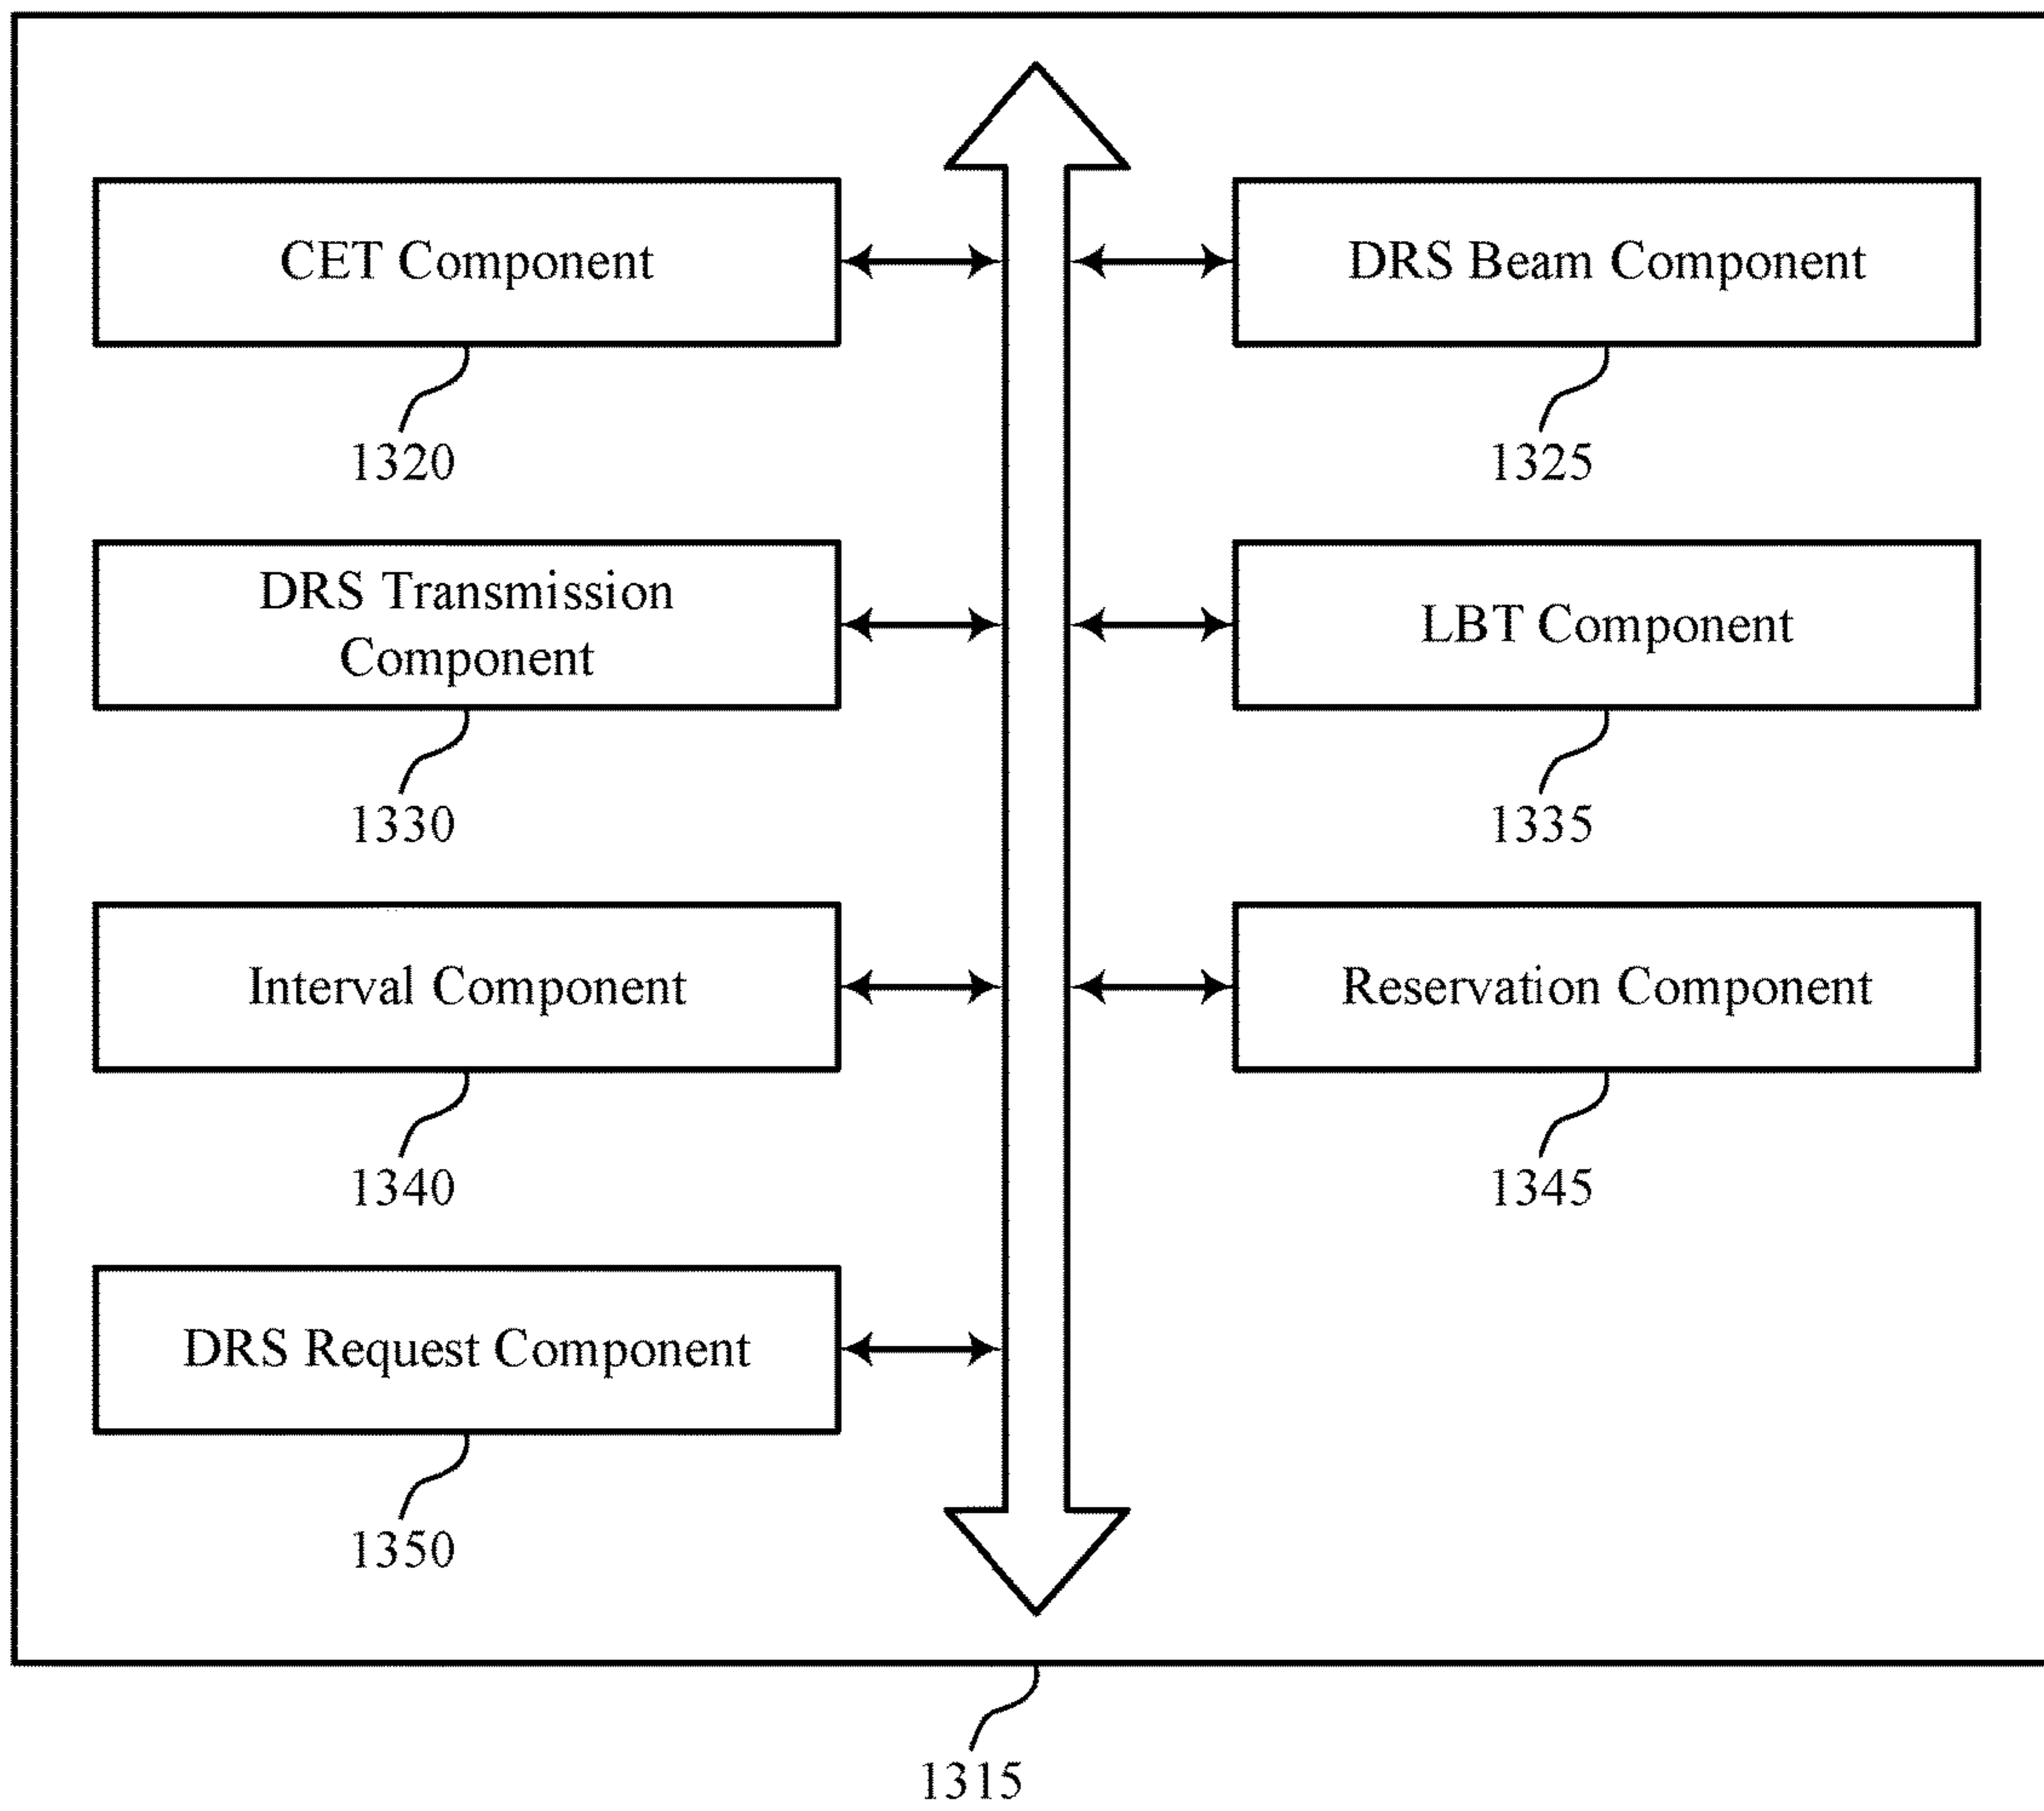 CET Component
DRS Beam Component
1320
1325
DRS Transmission
Component
LBT Component
1330
1335
Interval Component
Reservation Component
1340
1345
DRS Request Component
1350
1315